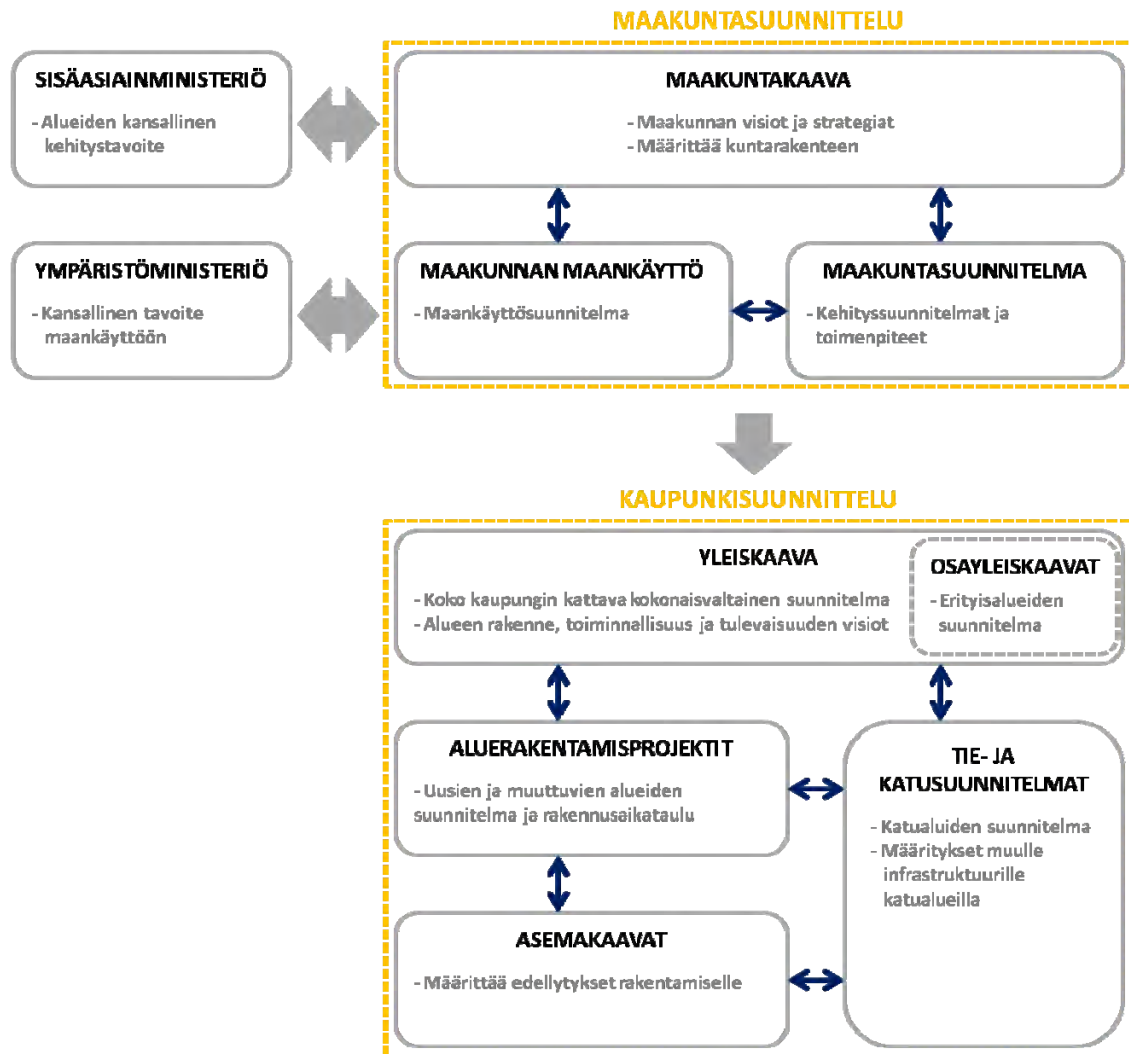 MAAKUNTASUUNNITTELU
SISÄASIAINMINISTERIÖ
- Alueiden kansallinen
kehitystavoite
MAAKUNTAKAAVA
- Maakunnan visiot ja strategiat
- Määrittää kuntarakenteen
YMPÄRISTÖMINISTERIÖ
- Kansallinen tavoite
maankäyttöön
MAAKUNNAN MAANKÄYTTÖ
- Maankäyttösuunnitelma
MAAKUNTASUUNNITELMA
- Kehityssuunnitelmat ja
toimenpiteet
KAUPUNKISUUNNITTELU
YLEISKAAVA
- Koko kaupungin kattava kokonaisvaltainen suunnitelma
- Alueen rakenne, toiminnallisuus ja tulevaisuuden visiot
OSAYLEISKAAVAT
- Erityisalueiden
suunnitelma
ALUERAKENTAMISPROJEKTIT
- Uusien ja muuttuvien alueiden
suunnitelma ja rakennusaikataulu
TIE- JA
KATUSUUNNITELMAT
- Katualuiden suunnitelma
- Määritykset muulle
infrastruktuurille
katualueilla
ASEMAKAAVAT
- Määrittää edellytykset rakentamiselle